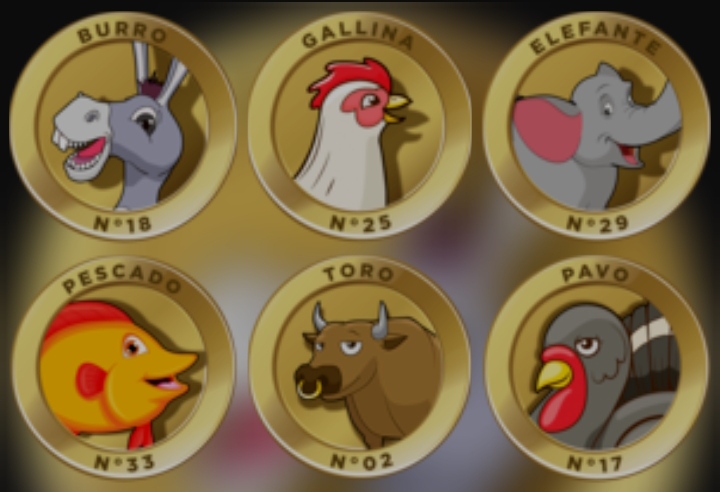 BURRO
N°18
GALLINA
N°25
ELEFANTE
N°29
PESCADO
N°33
TORO
N°02
PAVO
N°17